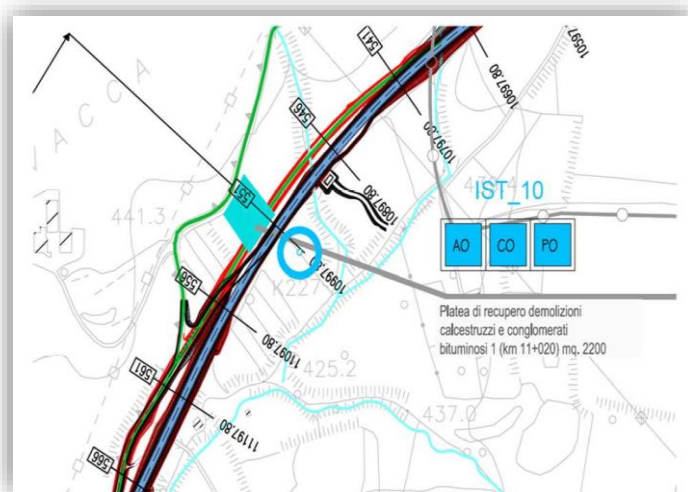 541
10697.80
10597
546
10797.80
ACCA
551
10897.80
441.3
IST_10
AO CO PO
10997.80
556
K227
Platea di recupero demolizioni
calcestruzzi e conglomerati
bituminosi 1 (km 11+020) mq. 2200
11097.80
425.2
561
437.0
11197.80
566